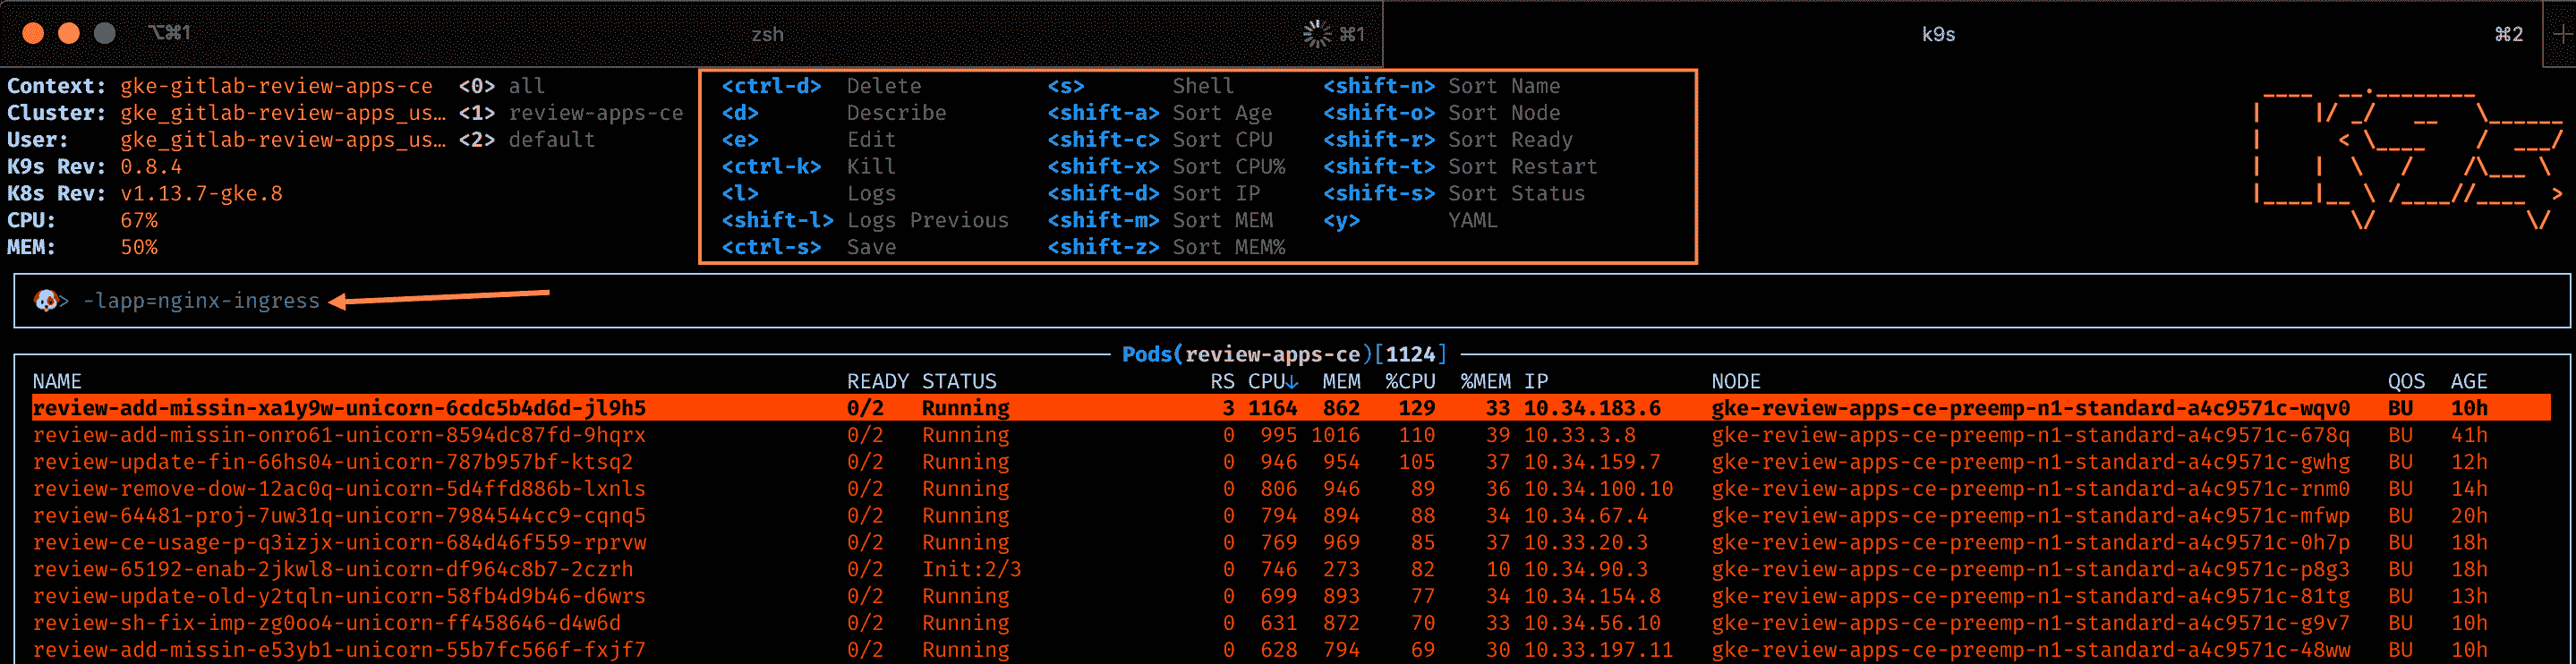 ⌥⌘1 zsh ⌘1 k9s ⌘2 +
Context: gke-gitlab-review-apps-ce <0> all <ctrl-d> Delete <s> Shell <shift-n> Sort Name
Cluster: gke_gitlab-review-apps_us… <1> review-apps-ce <d> Describe <shift-a> Sort Age <shift-o> Sort Node
User: gke_gitlab-review-apps_us… <2> default <e> Edit <shift-c> Sort CPU <shift-r> Sort Ready
K9s Rev: 0.8.4 <ctrl-k> Kill <shift-x> Sort CPU% <shift-t> Sort Restart
K8s Rev: v1.13.7-gke.8 <l> Logs <shift-d> Sort IP <shift-s> Sort Status
CPU: 67% <shift-l> Logs Previous <shift-m> Sort MEM <y> YAML
MEM: 50% <ctrl-s> Save <shift-z> Sort MEM%
K9s
> -lapp=nginx-ingress
Pods(review-apps-ce)[1124]
NAME READY STATUS RS CPU↓ MEM %CPU %MEM IP NODE QOS AGE
review-add-missin-xa1y9w-unicorn-6cdc5b4d6d-jl9h5 0/2 Running 3 1164 862 129 33 10.34.183.6 gke-review-apps-ce-preemp-n1-standard-a4c9571c-wqv0 BU 10h
review-add-missin-onro61-unicorn-8594dc87fd-9hqrx 0/2 Running 0 995 1016 110 39 10.33.3.8 gke-review-apps-ce-preemp-n1-standard-a4c9571c-678q BU 41h
review-update-fin-66hs04-unicorn-787b957bf-ktsq2 0/2 Running 0 946 954 105 37 10.34.159.7 gke-review-apps-ce-preemp-n1-standard-a4c9571c-gwhg BU 12h
review-remove-dow-12ac0q-unicorn-5d4ffd886b-lxnls 0/2 Running 0 806 946 89 36 10.34.100.10 gke-review-apps-ce-preemp-n1-standard-a4c9571c-rnm0 BU 14h
review-64481-proj-7uw31q-unicorn-7984544cc9-cqnq5 0/2 Running 0 794 894 88 34 10.34.67.4 gke-review-apps-ce-preemp-n1-standard-a4c9571c-mfwp BU 20h
review-ce-usage-p-q3izjx-unicorn-684d46f559-rprvw 0/2 Running 0 769 969 85 37 10.33.20.3 gke-review-apps-ce-preemp-n1-standard-a4c9571c-0h7p BU 18h
review-65192-enab-2jkwl8-unicorn-df964c8b7-2czrh 0/2 Init:2/3 0 746 273 82 10 10.34.90.3 gke-review-apps-ce-preemp-n1-standard-a4c9571c-p8g3 BU 18h
review-update-old-y2tqln-unicorn-58fb4d9b46-d6wrs 0/2 Running 0 699 893 77 34 10.34.154.8 gke-review-apps-ce-preemp-n1-standard-a4c9571c-81tg BU 13h
review-sh-fix-imp-zg0oo4-unicorn-ff458646-d4w6d 0/2 Running 0 631 872 70 33 10.34.56.10 gke-review-apps-ce-preemp-n1-standard-a4c9571c-g9v7 BU 10h
review-add-missin-e53yb1-unicorn-55b7fc566f-fxjf7 0/2 Running 0 628 794 69 30 10.33.197.11 gke-review-apps-ce-preemp-n1-standard-a4c9571c-48ww BU 10h